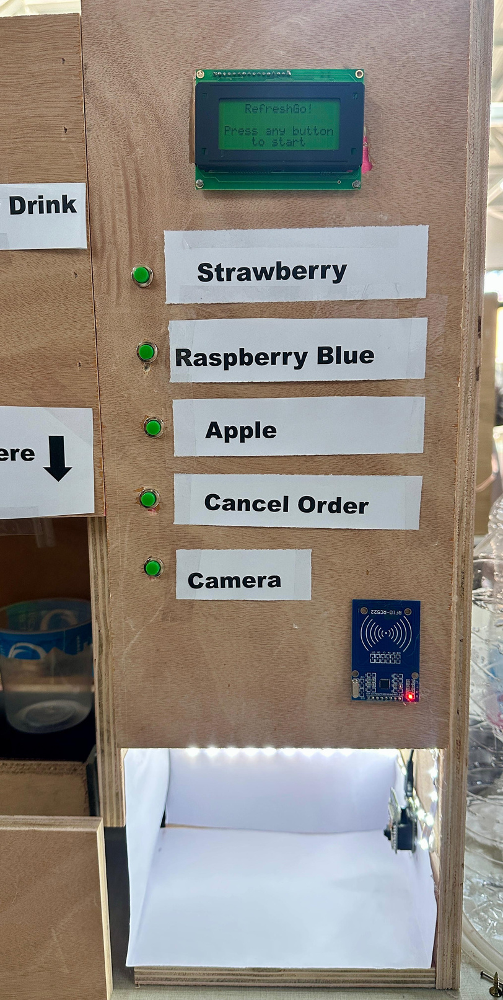 RefreshGo!
Press any button
to start
Drink
Strawberry
Raspberry Blue
Apple
ere
Cancel Order
Camera
RFID-RC522